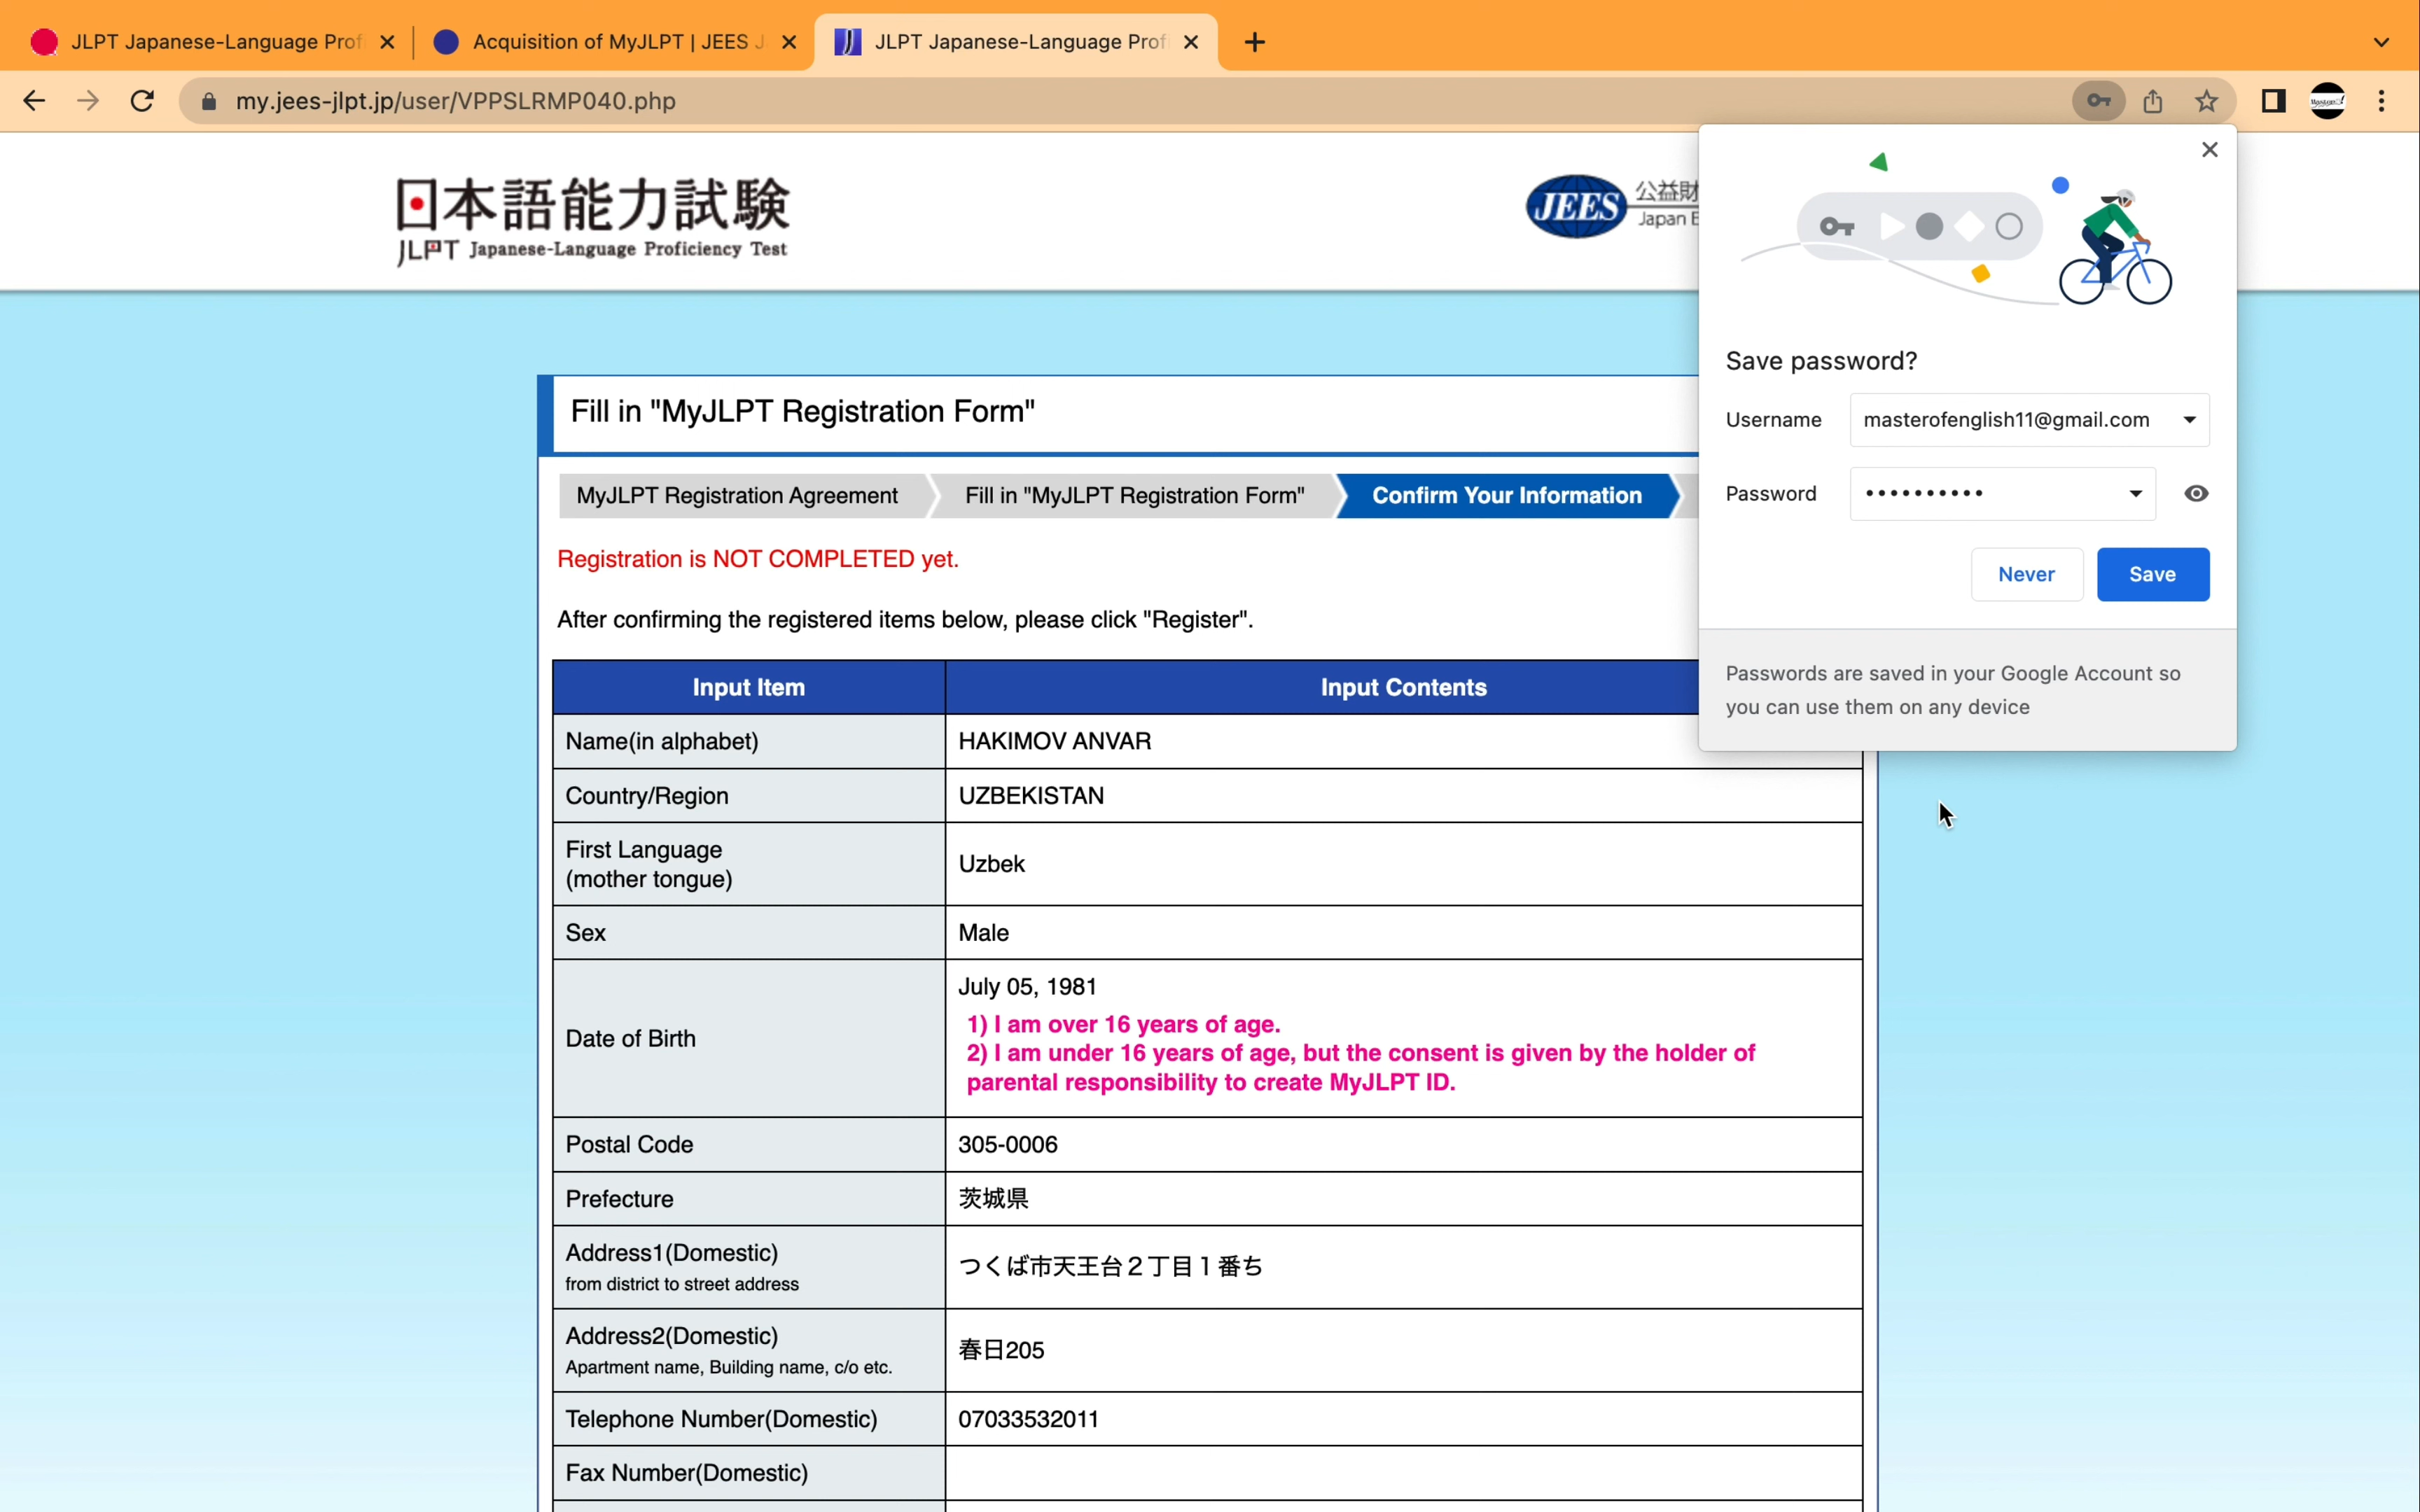 JLPT Japanese-Language Prof
Acquisition of MyJLPT | JEES J
JLPT Japanese-Language Prof
my.jees-jlpt.jp/user/VPPSLRMP040.php
日本語能力試験
JLPT Japanese-Language Proficiency Test
JEES
公益財
Japan E
Save password?
Username masterofenglish11@gmail.com
Password ••••••••••
Never Save
Passwords are saved in your Google Account so
you can use them on any device
Fill in "MyJLPT Registration Form"
MyJLPT Registration Agreement Fill in "MyJLPT Registration Form" Confirm Your Information
Registration is NOT COMPLETED yet.
After confirming the registered items below, please click "Register".
Input Item Input Contents
Name(in alphabet) HAKIMOV ANVAR
Country/Region UZBEKISTAN
First Language
(mother tongue)
Uzbek
Sex Male
Date of Birth
July 05, 1981
1) I am over 16 years of age.
2) I am under 16 years of age, but the consent is given by the holder of
parental responsibility to create MyJLPT ID.
Postal Code 305-0006
Prefecture 茨城県
Address1(Domestic)
from district to street address
つくば市天王台２丁目１番ち
Address2(Domestic)
Apartment name, Building name, c/o etc.
春日205
Telephone Number(Domestic) 07033532011
Fax Number(Domestic)